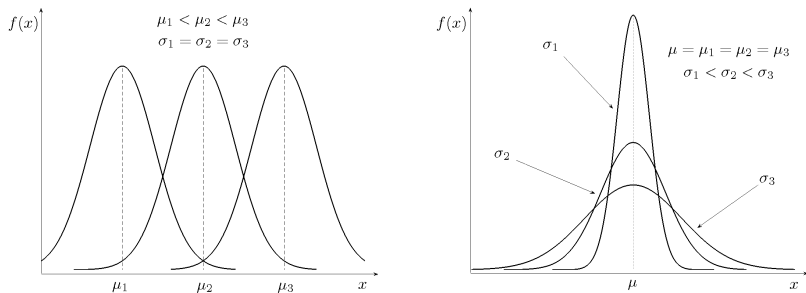 f(x)
μ₁ < μ₂ < μ₃
σ₁ = σ₂ = σ₃
μ₁ μ₂ μ₃ x
f(x)
σ₁
μ = μ₁ = μ₂ = μ₃
σ₁ < σ₂ < σ₃
σ₂
σ₃
μ x